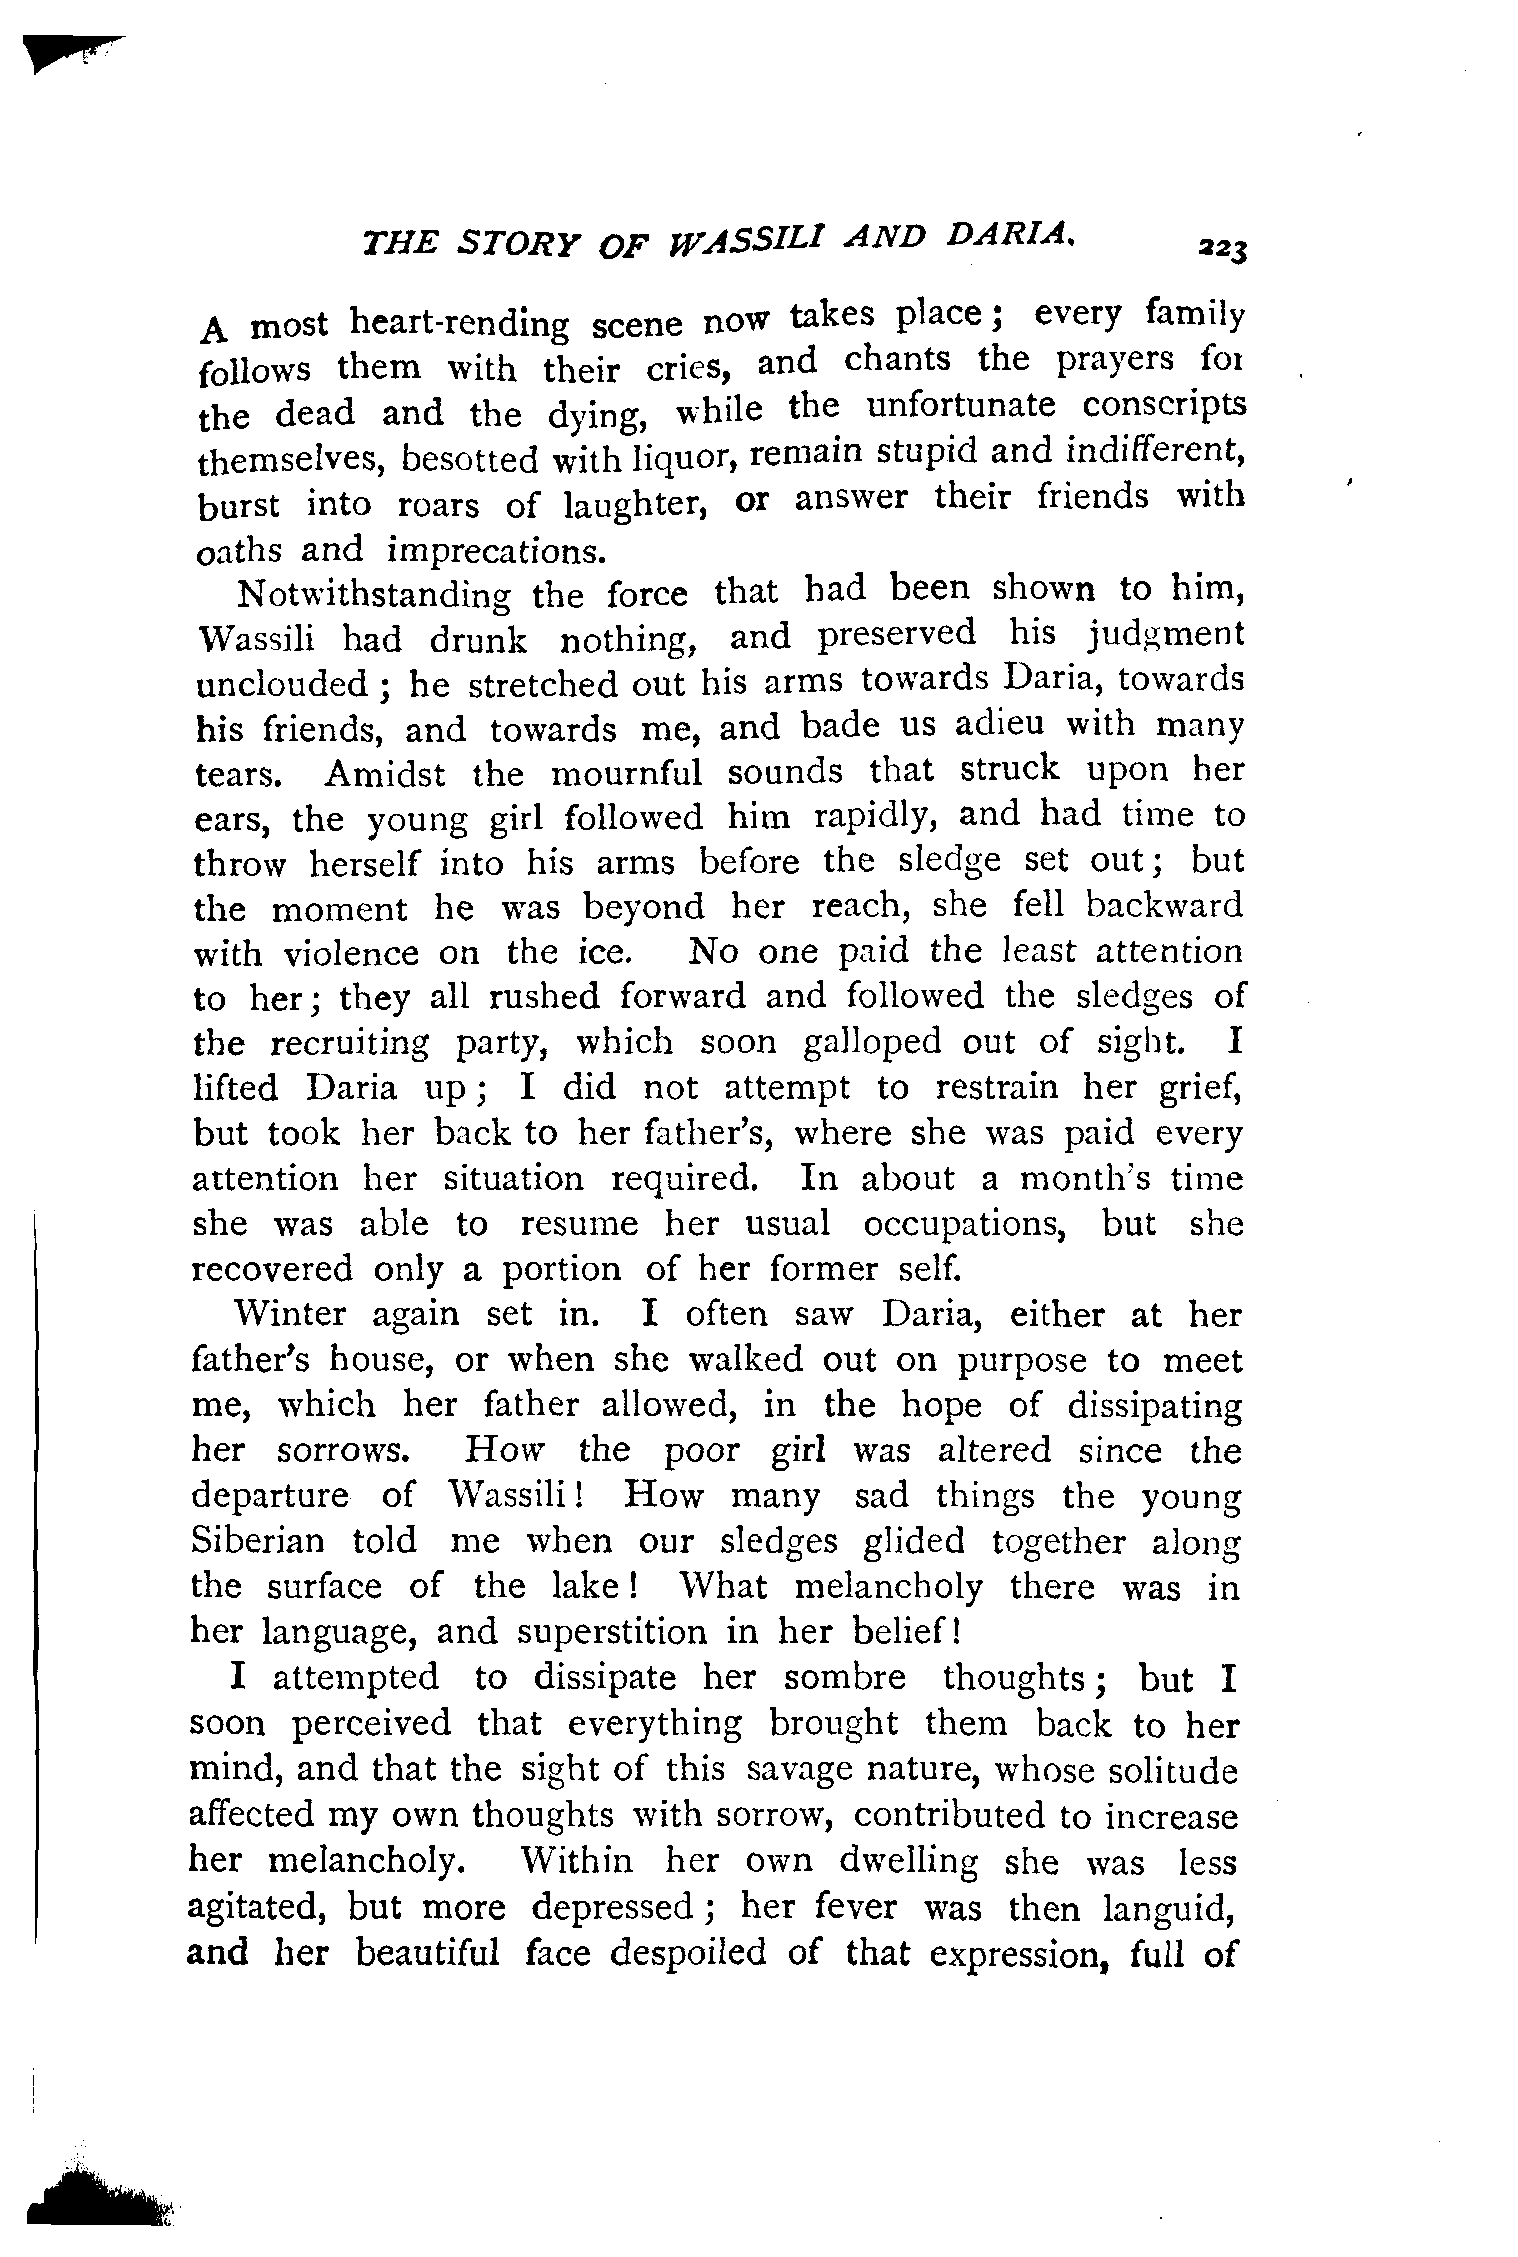 THE STORY OF WASSILI AND DARIA. 223
A most heart-rending scene now takes place ; every family
follows them with their cries, and chants the prayers for
the dead and the dying, while the unfortunate conscripts
themselves, besotted with liquor, remain stupid and indifferent,
burst into roars of laughter, or answer their friends with
oaths and imprecations.
Notwithstanding the force that had been shown to him,
Wassili had drunk nothing, and preserved his judgment
unclouded ; he stretched out his arms towards Daria, towards
his friends, and towards me, and bade us adieu with many
tears. Amidst the mournful sounds that struck upon her
ears, the young girl followed him rapidly, and had time to
throw herself into his arms before the sledge set out ; but
the moment he was beyond her reach, she fell backward
with violence on the ice. No one paid the least attention
to her ; they all rushed forward and followed the sledges of
the recruiting party, which soon galloped out of sight. I
lifted Daria up ; I did not attempt to restrain her grief,
but took her back to her father's, where she was paid every
attention her situation required. In about a month's time
she was able to resume her usual occupations, but she
recovered only a portion of her former self.
Winter again set in. I often saw Daria, either at her
father's house, or when she walked out on purpose to meet
me, which her father allowed, in the hope of dissipating
her sorrows. How the poor girl was altered since the
departure of Wassili ! How many sad things the young
Siberian told me when our sledges glided together along
the surface of the lake ! What melancholy there was in
her language, and superstition in her belief !
I attempted to dissipate her sombre thoughts ; but I
soon perceived that everything brought them back to her
mind, and that the sight of this savage nature, whose solitude
affected my own thoughts with sorrow, contributed to increase
her melancholy. Within her own dwelling she was less
agitated, but more depressed ; her fever was then languid,
and her beautiful face despoiled of that expression, full of